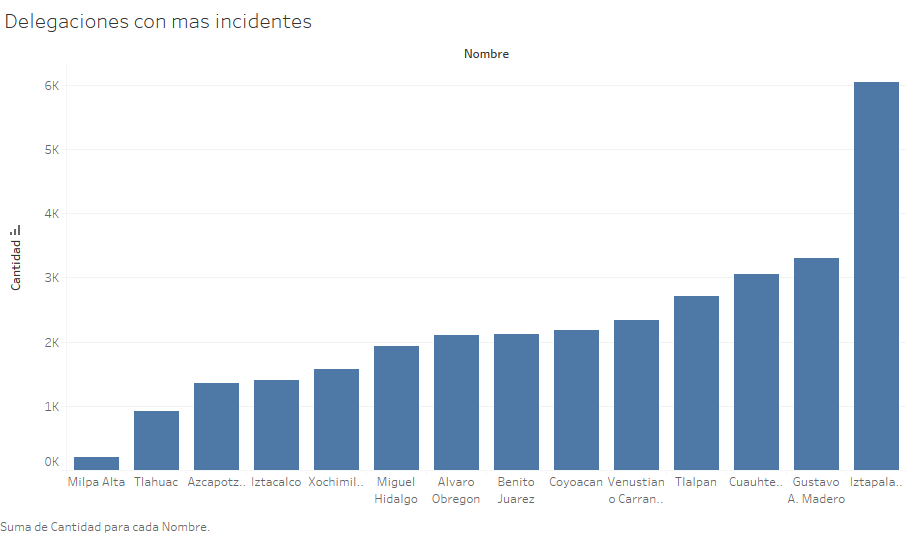 Delegaciones con mas incidentes
Nombre
6K
5K
4K
3K
2K
1K
0K
Cantidad
Milpa Alta
Tlahuac
Azcapotz..
Iztacalco
Xochimil..
Miguel
Hidalgo
Alvaro
Obregon
Benito
Juarez
Coyoacan
Venustian
o Carran..
Tlalpan
Cuauhte..
Gustavo
A. Madero
Iztapala..
Suma de Cantidad para cada Nombre.